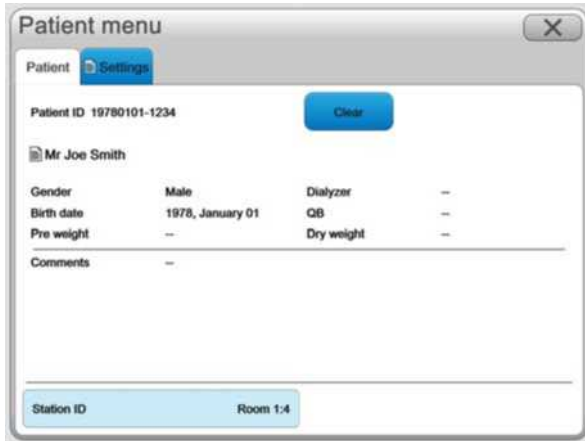 Patient menu
Patient Settings
Patient ID 19780101-1234 Clear
Mr Joe Smith
Gender Male Dialyzer --
Birth date 1978, January 01 QB --
Pre weight -- Dry weight --
Comments --
Station ID Room 1:4